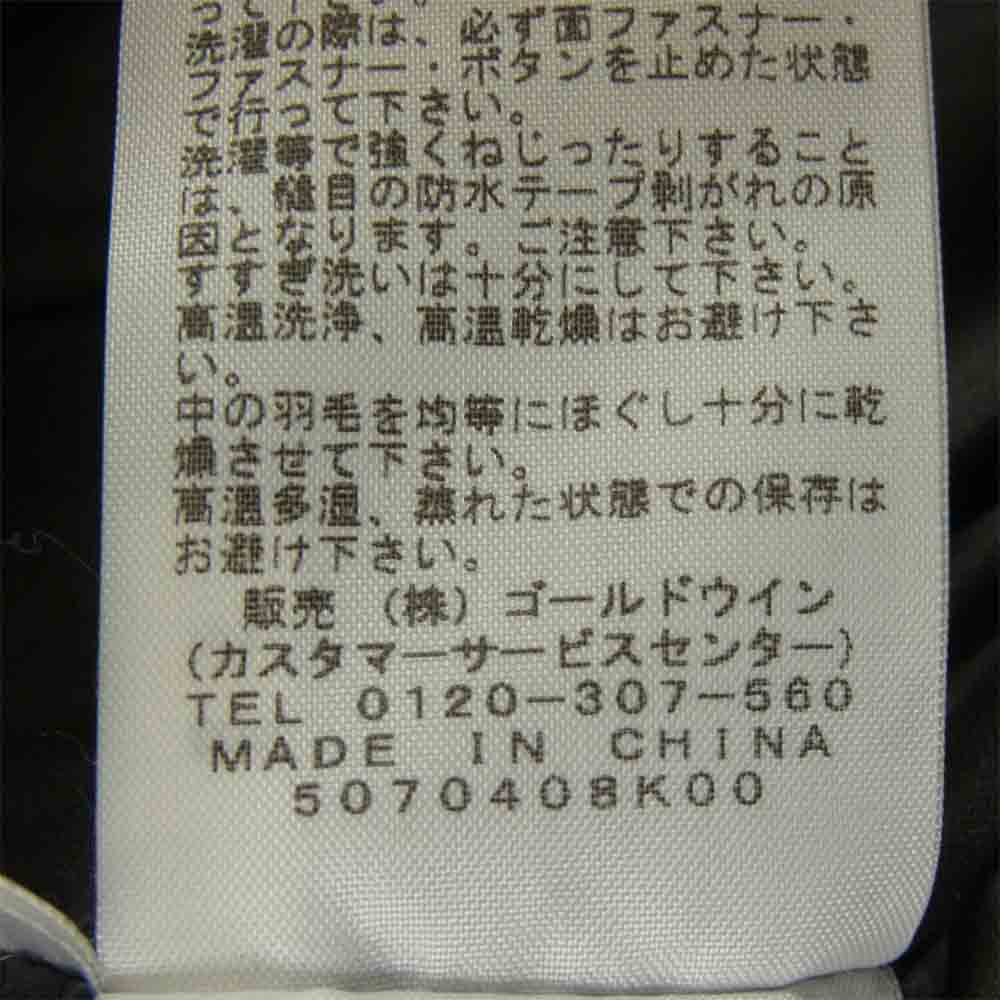 洗濯の際は、必ず面ファスナー・
ファスナー・ボタンを止めた状態
で行って下さい。
洗濯等で強くねじったりすること
は、縫目の防水テープ剥がれの原
因となります。ご注意下さい。
すすぎ洗いは十分にして下さい。
高温洗浄、高温乾燥はお避け下さ
い。
中の羽毛を均等にほぐし十分に乾
燥させて下さい。
高温多湿、蒸れた状態での保存は
お避け下さい。
販売 (株) ゴールドウイン
(カスタマーサービスセンター)
TEL 0120-307-560
MADE IN CHINA
5070408K00